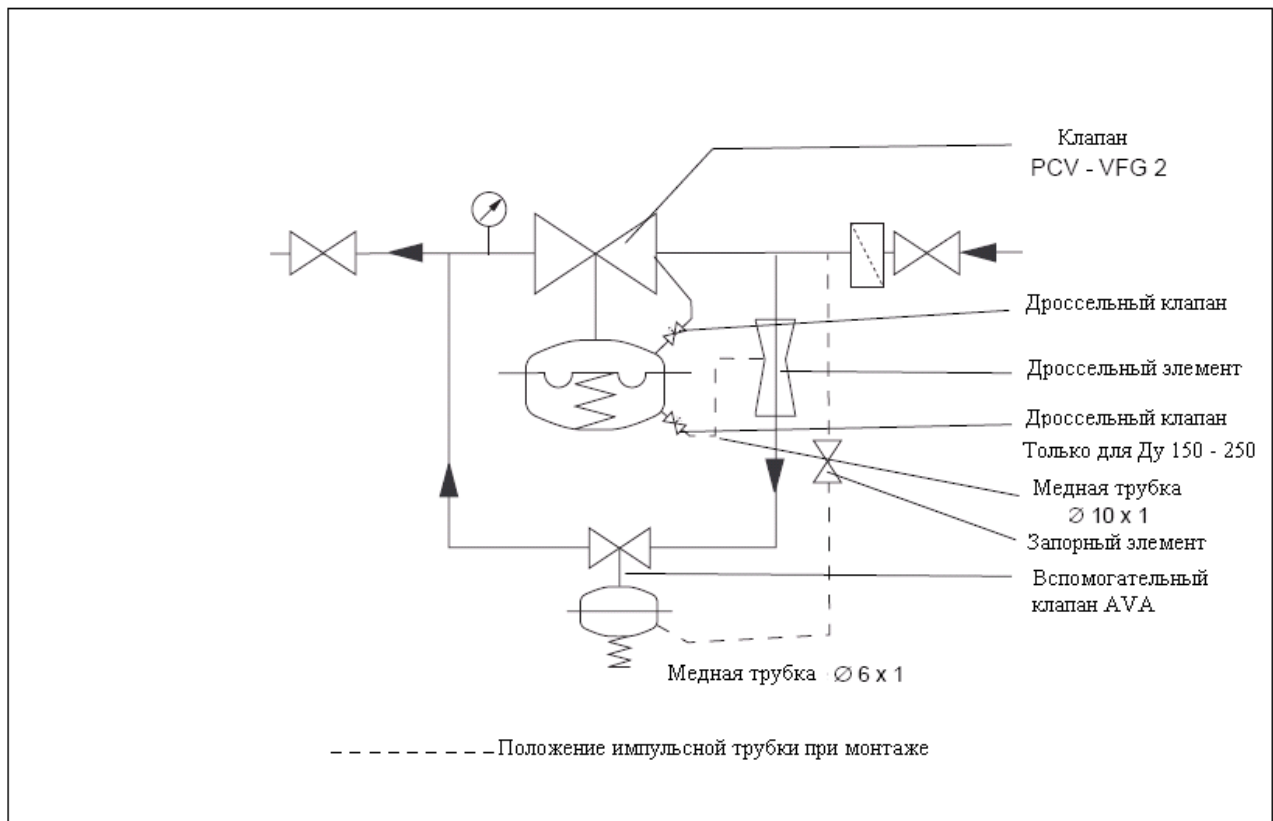 Клапан
PCV - VFG 2
Дроссельный клапан
Дроссельный элемент
Дроссельный клапан
Только для Ду 150 - 250
Медная трубка
∅ 10 x 1
Запорный элемент
Вспомогательный
клапан AVA
Медная трубка ∅ 6 x 1
Положение импульсной трубки при монтаже